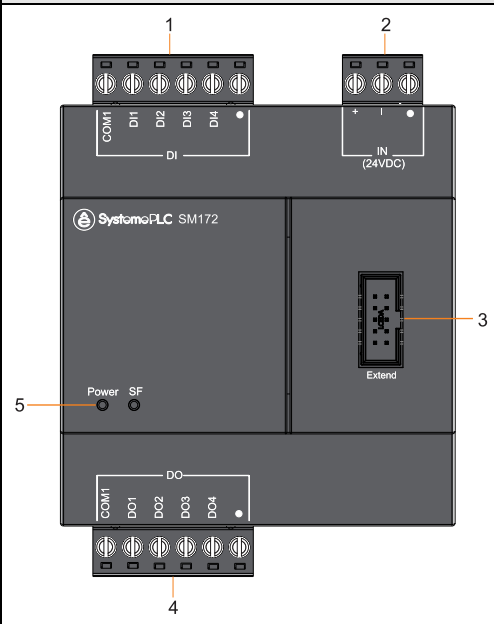 1
2
COM1 DI1 DI2 DI3 DI4
DI
+ –
IN
(24VDC)
SystemePLC SM172
3
Extend
Power SF
5
DO
COM1 DO1 DO2 DO3 DO4
4